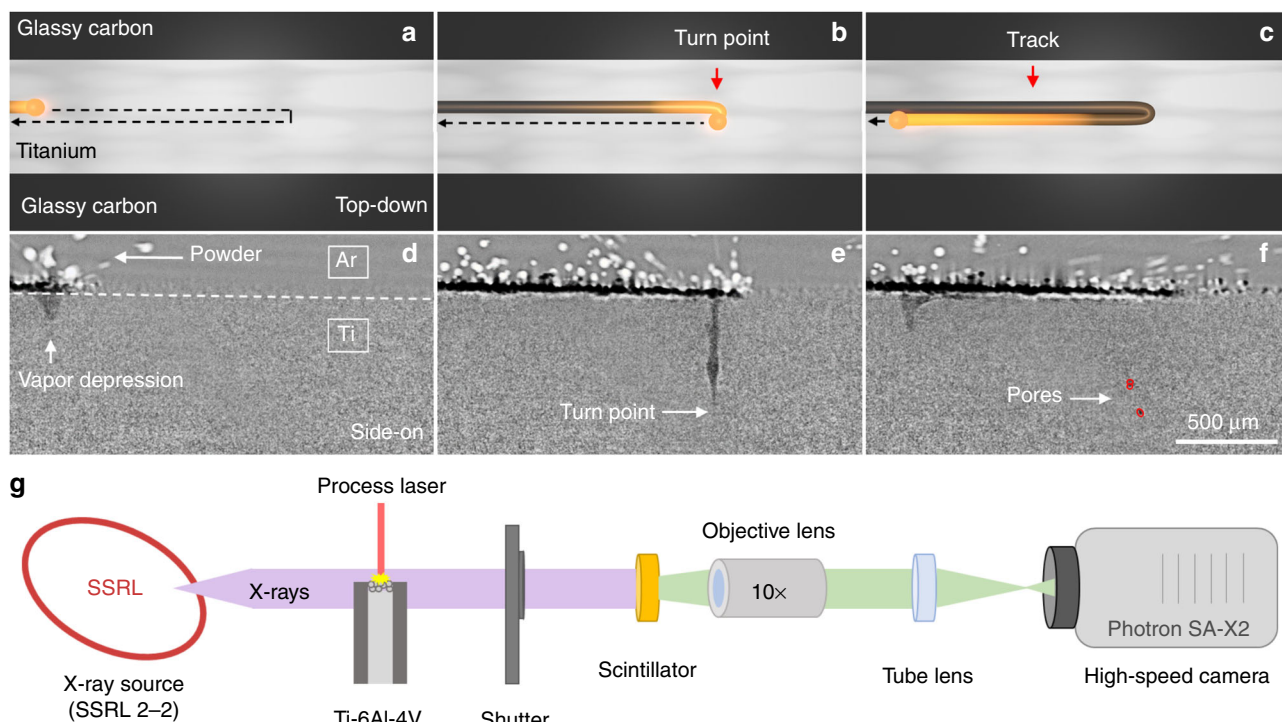 Glassy carbon
a
Titanium
Glassy carbon
Top-down
b
Turn point
c
Track
d
Powder
Ar
Ti
Vapor depression
Side-on
e
Turn point
f
Pores
500 μm
g
Process laser
Objective lens
SSRL
X-rays
10×
Photron SA-X2
Scintillator
Tube lens
High-speed camera
X-ray source
(SSRL 2–2)
Ti-6Al-4V
Shutter